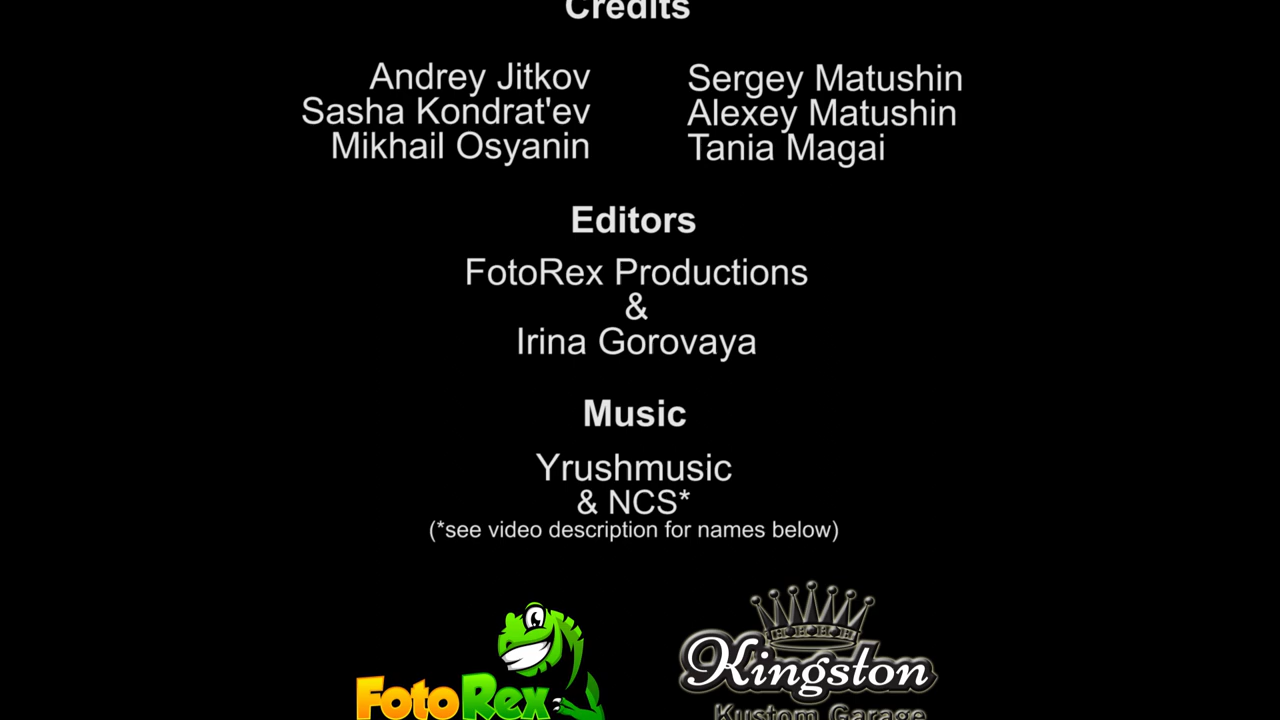 Credits
Andrey Jitkov
Sasha Kondrat'ev
Mikhail Osyanin
Sergey Matushin
Alexey Matushin
Tania Magai
Editors
FotoRex Productions
&
Irina Gorovaya
Music
Yrushmusic
& NCS*
(*see video description for names below)
FotoRex
HHHH
Kingston
Kustom Garage